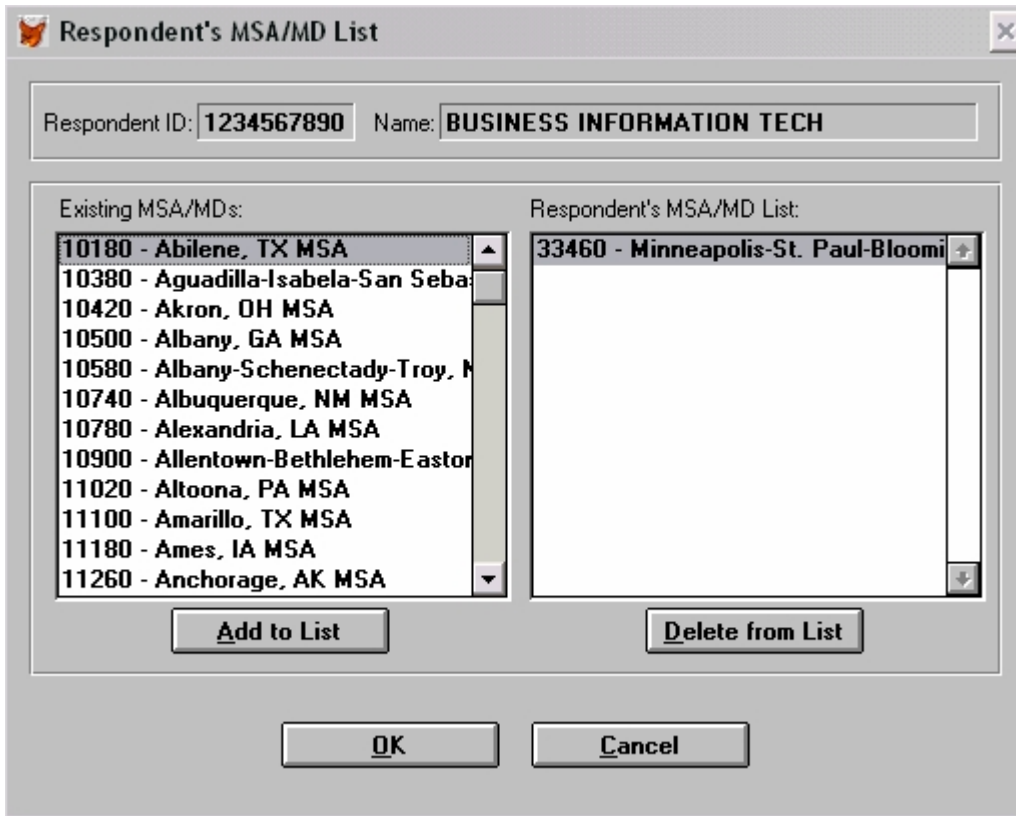 Respondent's MSA/MD List
Respondent ID: 1234567890 Name: BUSINESS INFORMATION TECH
Existing MSA/MDs:
10180 - Abilene, TX MSA
10380 - Aguadilla-Isabela-San Sebas
10420 - Akron, OH MSA
10500 - Albany, GA MSA
10580 - Albany-Schenectady-Troy, N
10740 - Albuquerque, NM MSA
10780 - Alexandria, LA MSA
10900 - Allentown-Bethlehem-Easton
11020 - Altoona, PA MSA
11100 - Amarillo, TX MSA
11180 - Ames, IA MSA
11260 - Anchorage, AK MSA
Add to List
Respondent's MSA/MD List:
33460 - Minneapolis-St. Paul-Bloomi
Delete from List
OK
Cancel